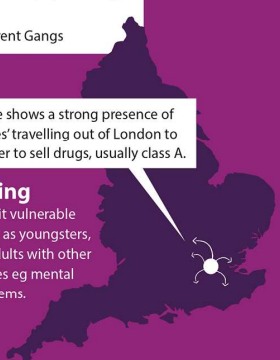 ent Gangs
e shows a strong presence of
es' travelling out of London to
er to sell drugs, usually class A.
ing
it vulnerable
as youngsters,
dults with other
es eg mental
ems.